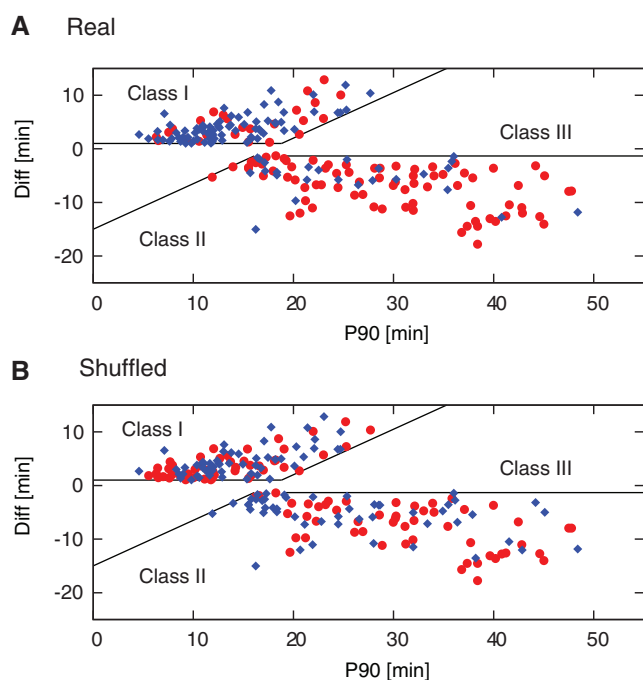 A Real
10
0
-10
-20
Diff [min]
Class I
Class III
Class II
0 10 20 30 40 50
P90 [min]
B Shuffled
10
0
-10
-20
Diff [min]
Class I
Class III
Class II
0 10 20 30 40 50
P90 [min]